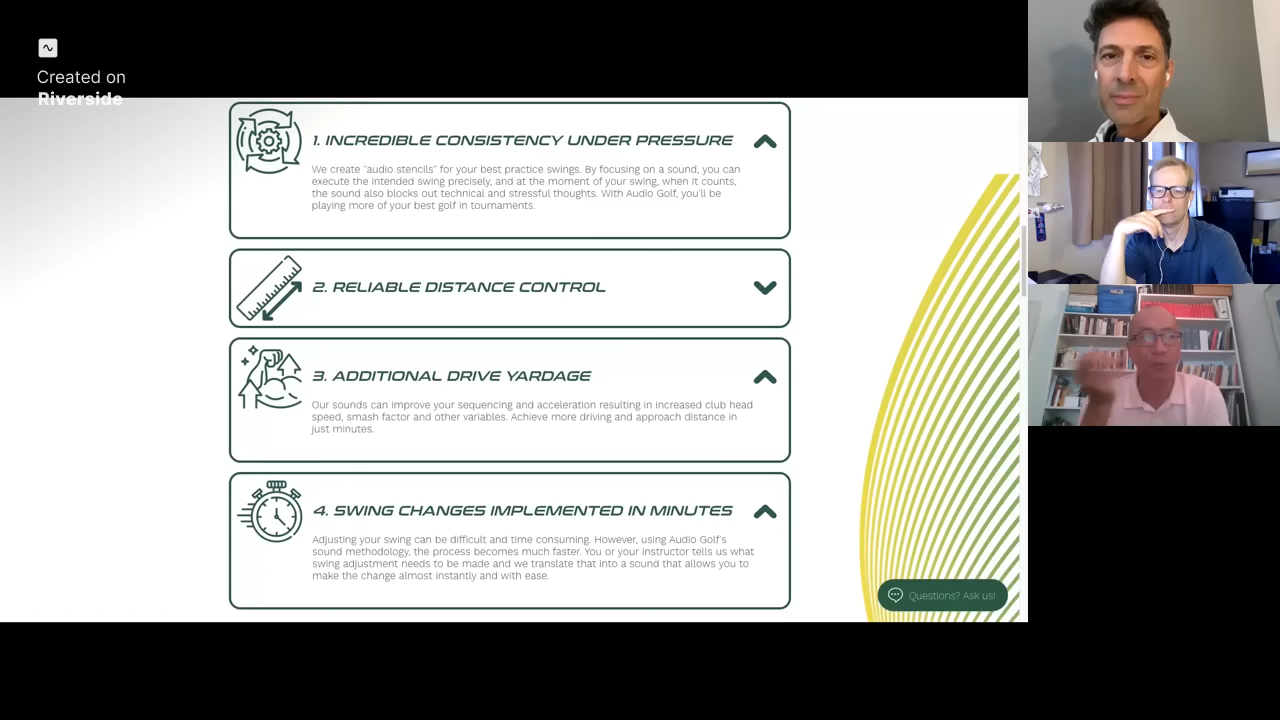 Created on
Riverside
1. INCREDIBLE CONSISTENCY UNDER PRESSURE
We create "audio stencils" for your best practice swings. By focusing on a sound, you can
execute the intended swing precisely, and at the moment of your swing, when it counts,
the sound also blocks out technical and stressful thoughts. With Audio Golf, you'll be
playing more of your best golf in tournaments.
2. RELIABLE DISTANCE CONTROL
3. ADDITIONAL DRIVE YARDAGE
Our sounds can improve your sequencing and acceleration resulting in increased club head
speed, smash factor and other variables. Achieve more driving and approach distance in
just minutes.
4. SWING CHANGES IMPLEMENTED IN MINUTES
Adjusting your swing can be difficult and time consuming. However, using Audio Golf's
sound methodology, the process becomes much faster. You or your instructor tells us what
swing adjustment needs to be made and we translate that into a sound that allows you to
make the change almost instantly and with ease.
Questions? Ask us!